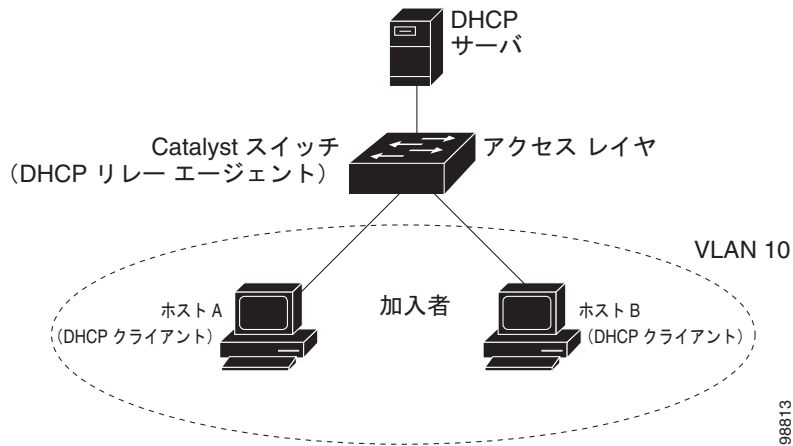 DHCP
サーバ
Catalyst スイッチ
(DHCP リレー エージェント)
アクセス レイヤ
VLAN 10
ホスト A
(DHCP クライアント)
加入者
ホスト B
(DHCP クライアント)
98813